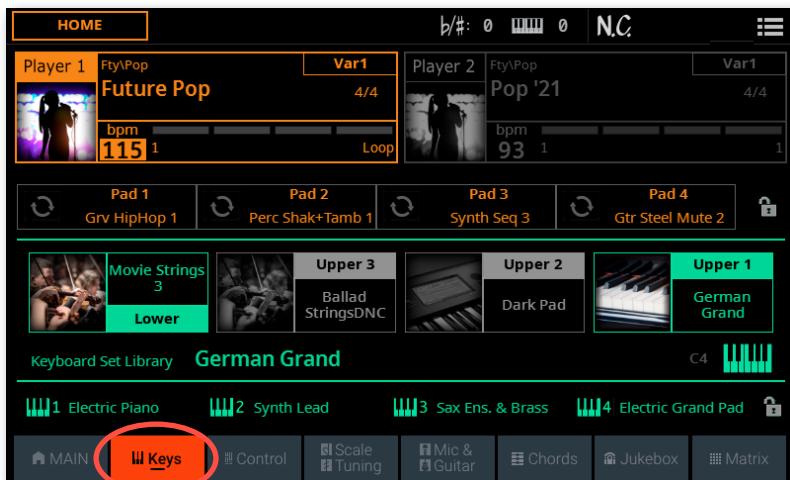 HOME
♭/♯: 0 0 N.C.
Player 1 Fty\Pop Var1
Future Pop 4/4
bpm
115 1 Loop
Player 2 Fty\Pop Var1
Pop '21 4/4
bpm
93 1 1
Pad 1
Grv HipHop 1
Pad 2
Perc Shak+Tamb 1
Pad 3
Synth Seq 3
Pad 4
Gtr Steel Mute 2
Movie Strings
3
Lower
Upper 3
Ballad
StringsDNC
Upper 2
Dark Pad
Upper 1
German
Grand
Keyboard Set Library German Grand C4
1 Electric Piano
2 Synth Lead
3 Sax Ens. & Brass
4 Electric Grand Pad
MAIN
Keys
Control
Scale
Tuning
Mic &
Guitar
Chords
Jukebox
Matrix